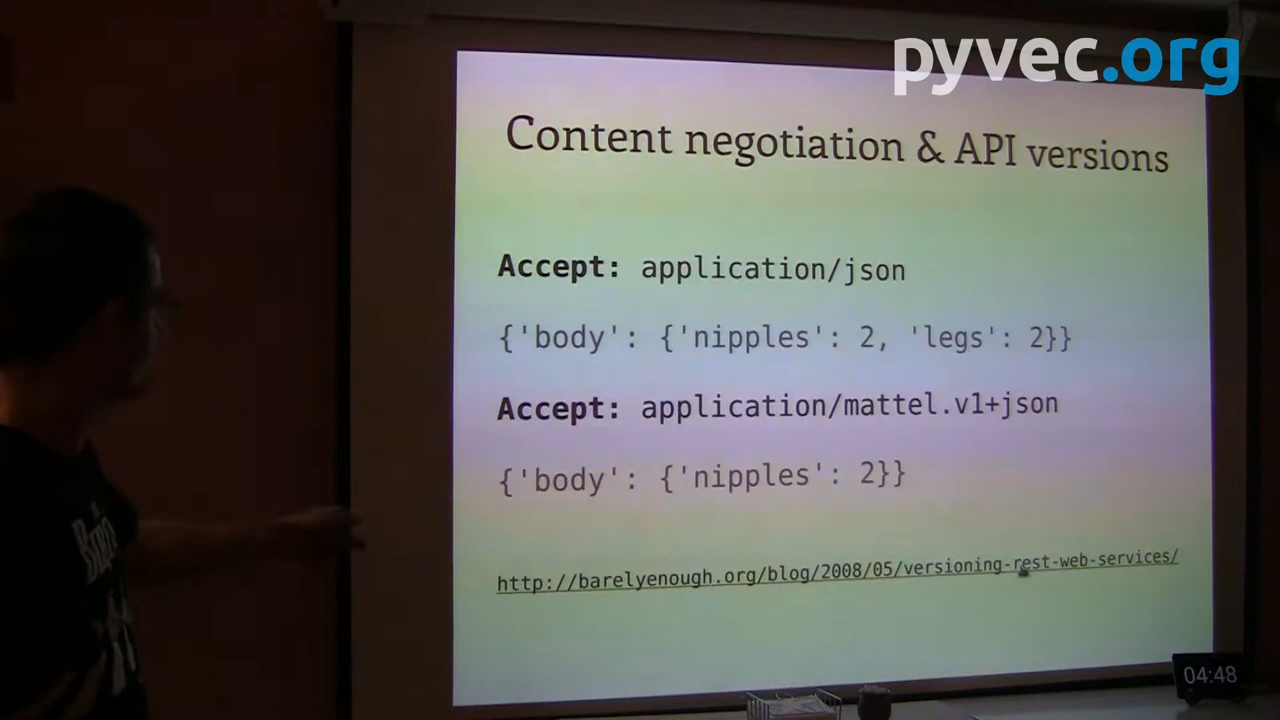 pyvec.org
Content negotiation & API versions
Accept: application/json
{'body': {'nipples': 2, 'legs': 2}}
Accept: application/mattel.v1+json
{'body': {'nipples': 2}}
http://barelyenough.org/blog/2008/05/versioning-rest-web-services/
04:48